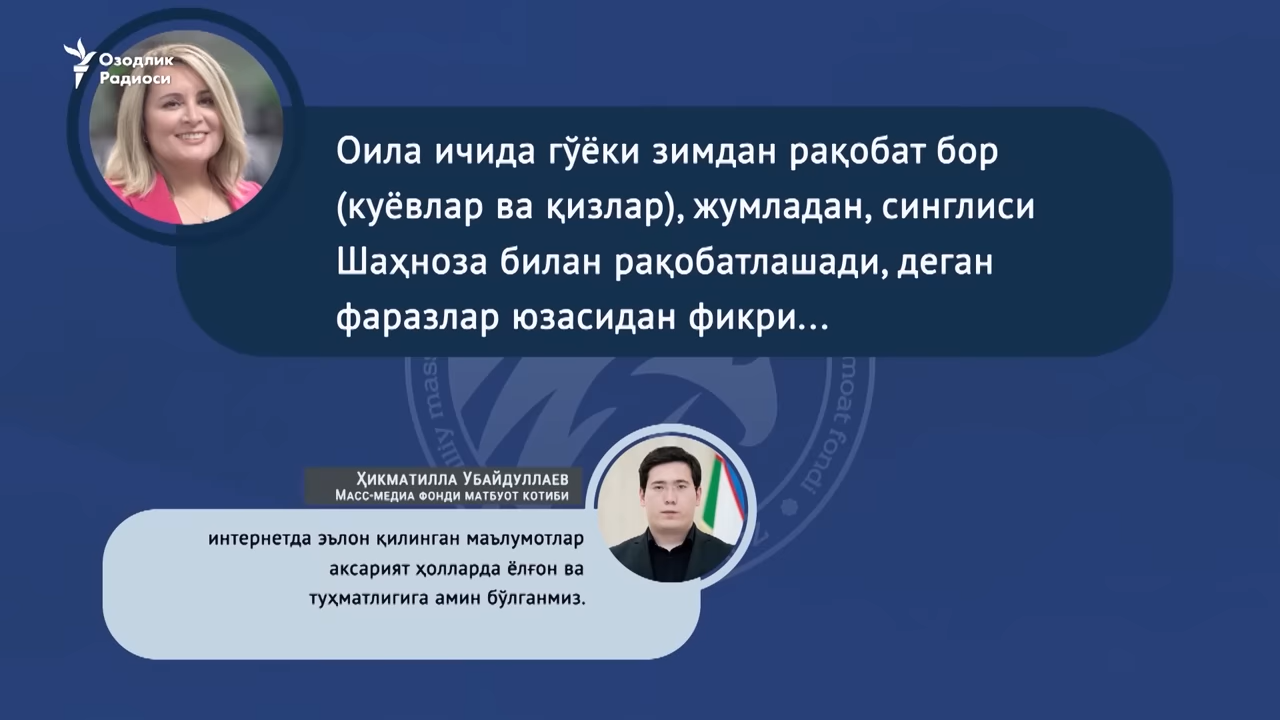 Озодлик
Радиоси
Оила ичида гўёки зимдан рақобат бор
(куёвлар ва қизлар), жумладан, синглиси
Шаҳноза билан рақобатлашади, деган
фаразлар юзасидан фикри...
moat fondi
Ҳикматилла Убайдуллаев
Масс-медиа фонди матбуот котиби
интернетда эълон қилинган маълумотлар
аксарият ҳолларда ёлғон ва
туҳматлигига амин бўлганмиз.